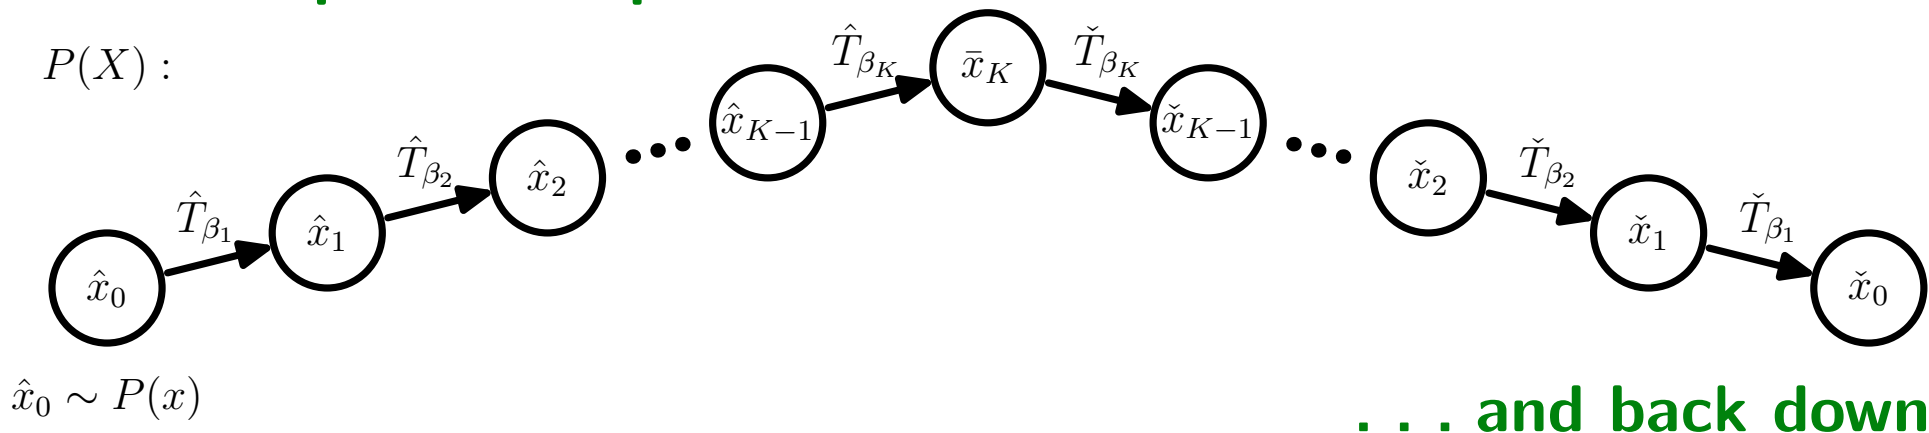 P(X) :
T̂_{β_1}
T̂_{β_2}
T̂_{β_K}
Ť_{β_K}
Ť_{β_2}
Ť_{β_1}
x̂_0
x̂_1
x̂_2
x̂_{K−1}
x̄_K
x̌_{K−1}
x̌_2
x̌_1
x̌_0
x̂_0 ∼ P(x)
. . . and back down